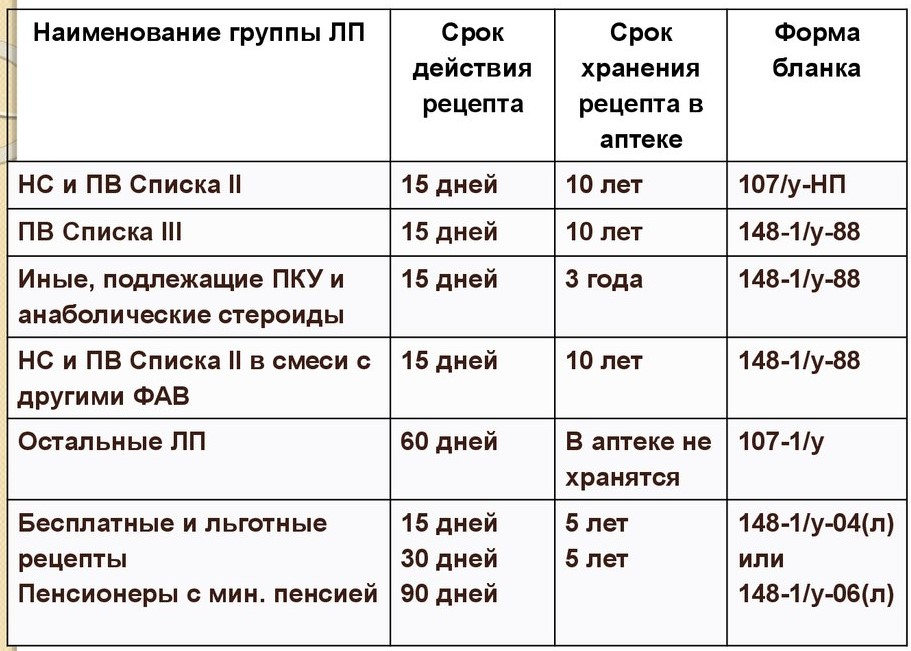 Наименование группы ЛП
Срок
действия
рецепта
Срок
хранения
рецепта в
аптеке
Форма
бланка
НС и ПВ Списка II
15 дней
10 лет
107/у-НП
ПВ Списка III
15 дней
10 лет
148-1/у-88
Иные, подлежащие ПКУ и
анаболические стероиды
15 дней
3 года
148-1/у-88
НС и ПВ Списка II в смеси с
другими ФАВ
15 дней
10 лет
148-1/у-88
Остальные ЛП
60 дней
В аптеке не
хранятся
107-1/у
Бесплатные и льготные
рецепты
Пенсионеры с мин. пенсией
15 дней
30 дней
90 дней
5 лет
5 лет
148-1/у-04(л)
или
148-1/у-06(л)